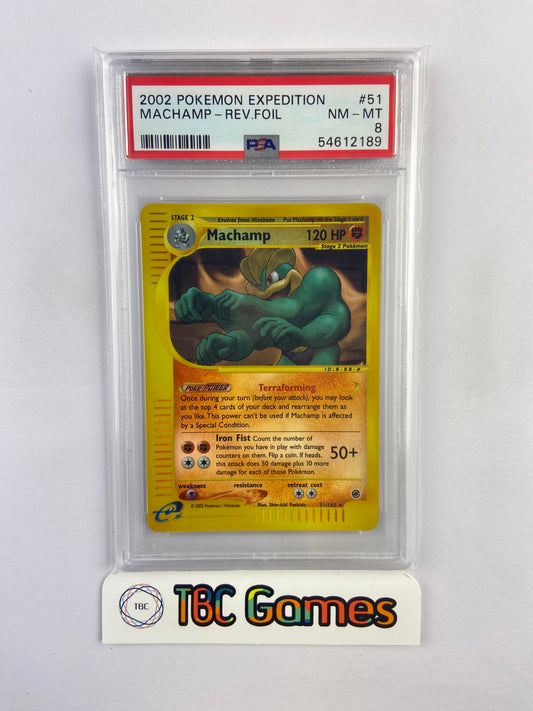 2002 POKEMON EXPEDITION #51
MACHAMP - REV.FOIL NM - MT
8
PSA 54612189
STAGE 2 Evolves from Machoke Put Machamp on the Stage 1 card
Machamp 120 HP
Stage 2 Pokémon
Poké-POWER Terraforming
Once during your turn (before your attack), you may look
at the top 4 cards of your deck and rearrange them as
you like. This power can't be used if Machamp is affected
by a Special Condition.
Iron Fist Count the number of
Pokémon you have in play with damage
counters on them. Flip a coin. If heads,
this attack does 50 damage plus 10 more
damage for each of those Pokémon.
50+
weakness resistance retreat cost
© 2002 Pokémon / Nintendo Illus. Shin-ichi Yoshida 51/165 ★
e
TBC TBC Games